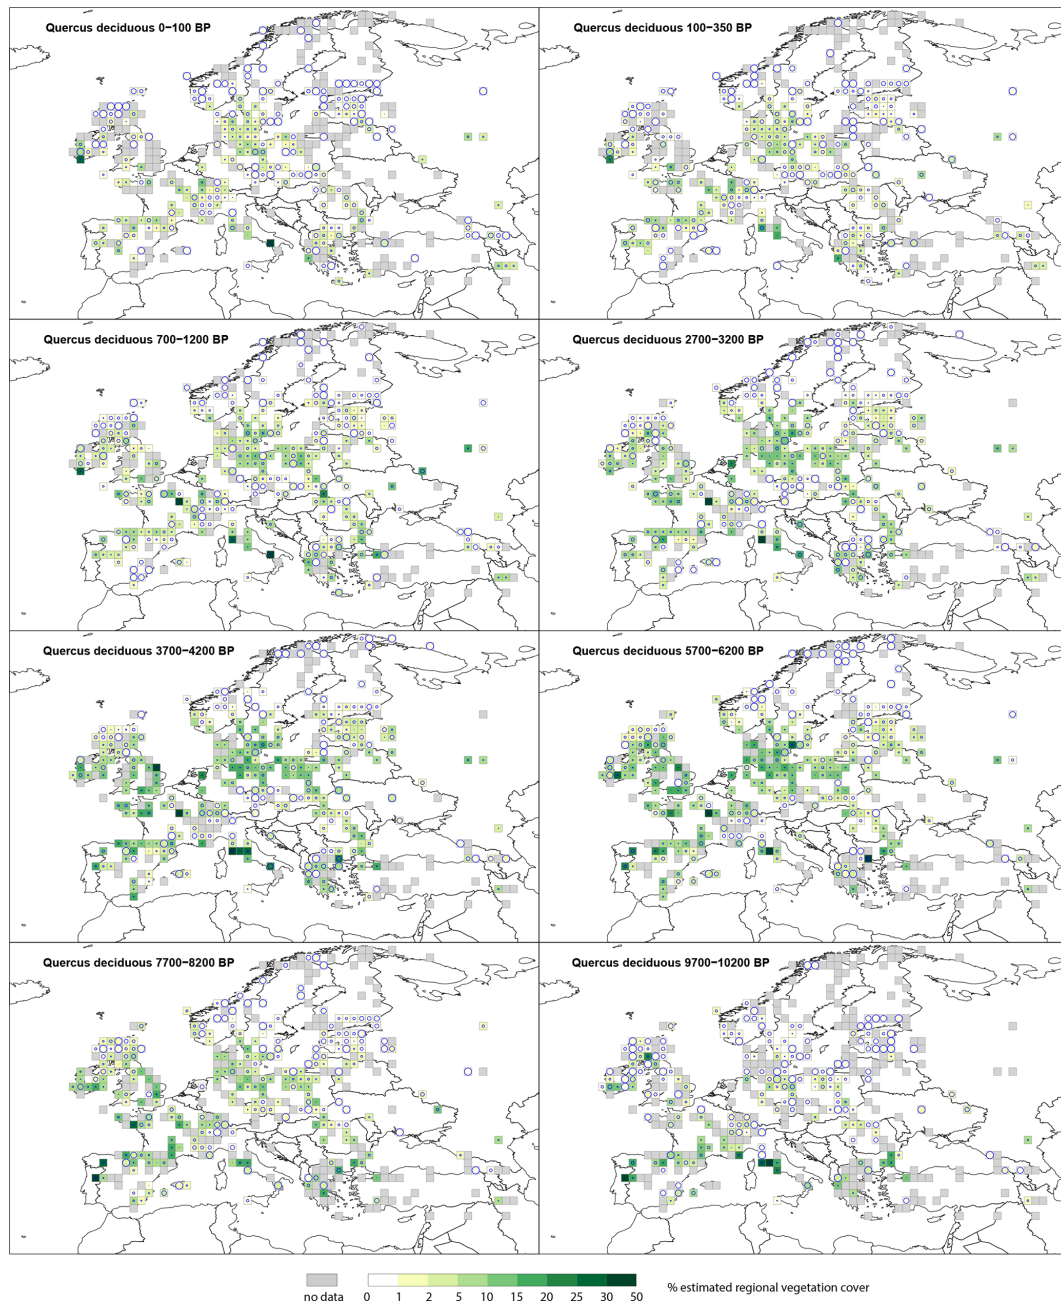 Quercus deciduous 0−100 BP
Quercus deciduous 100−350 BP
Quercus deciduous 700−1200 BP
Quercus deciduous 2700−3200 BP
Quercus deciduous 3700−4200 BP
Quercus deciduous 5700−6200 BP
Quercus deciduous 7700−8200 BP
Quercus deciduous 9700−10200 BP
no data
0 1 2 5 10 15 20 25 30 50
% estimated regional vegetation cover